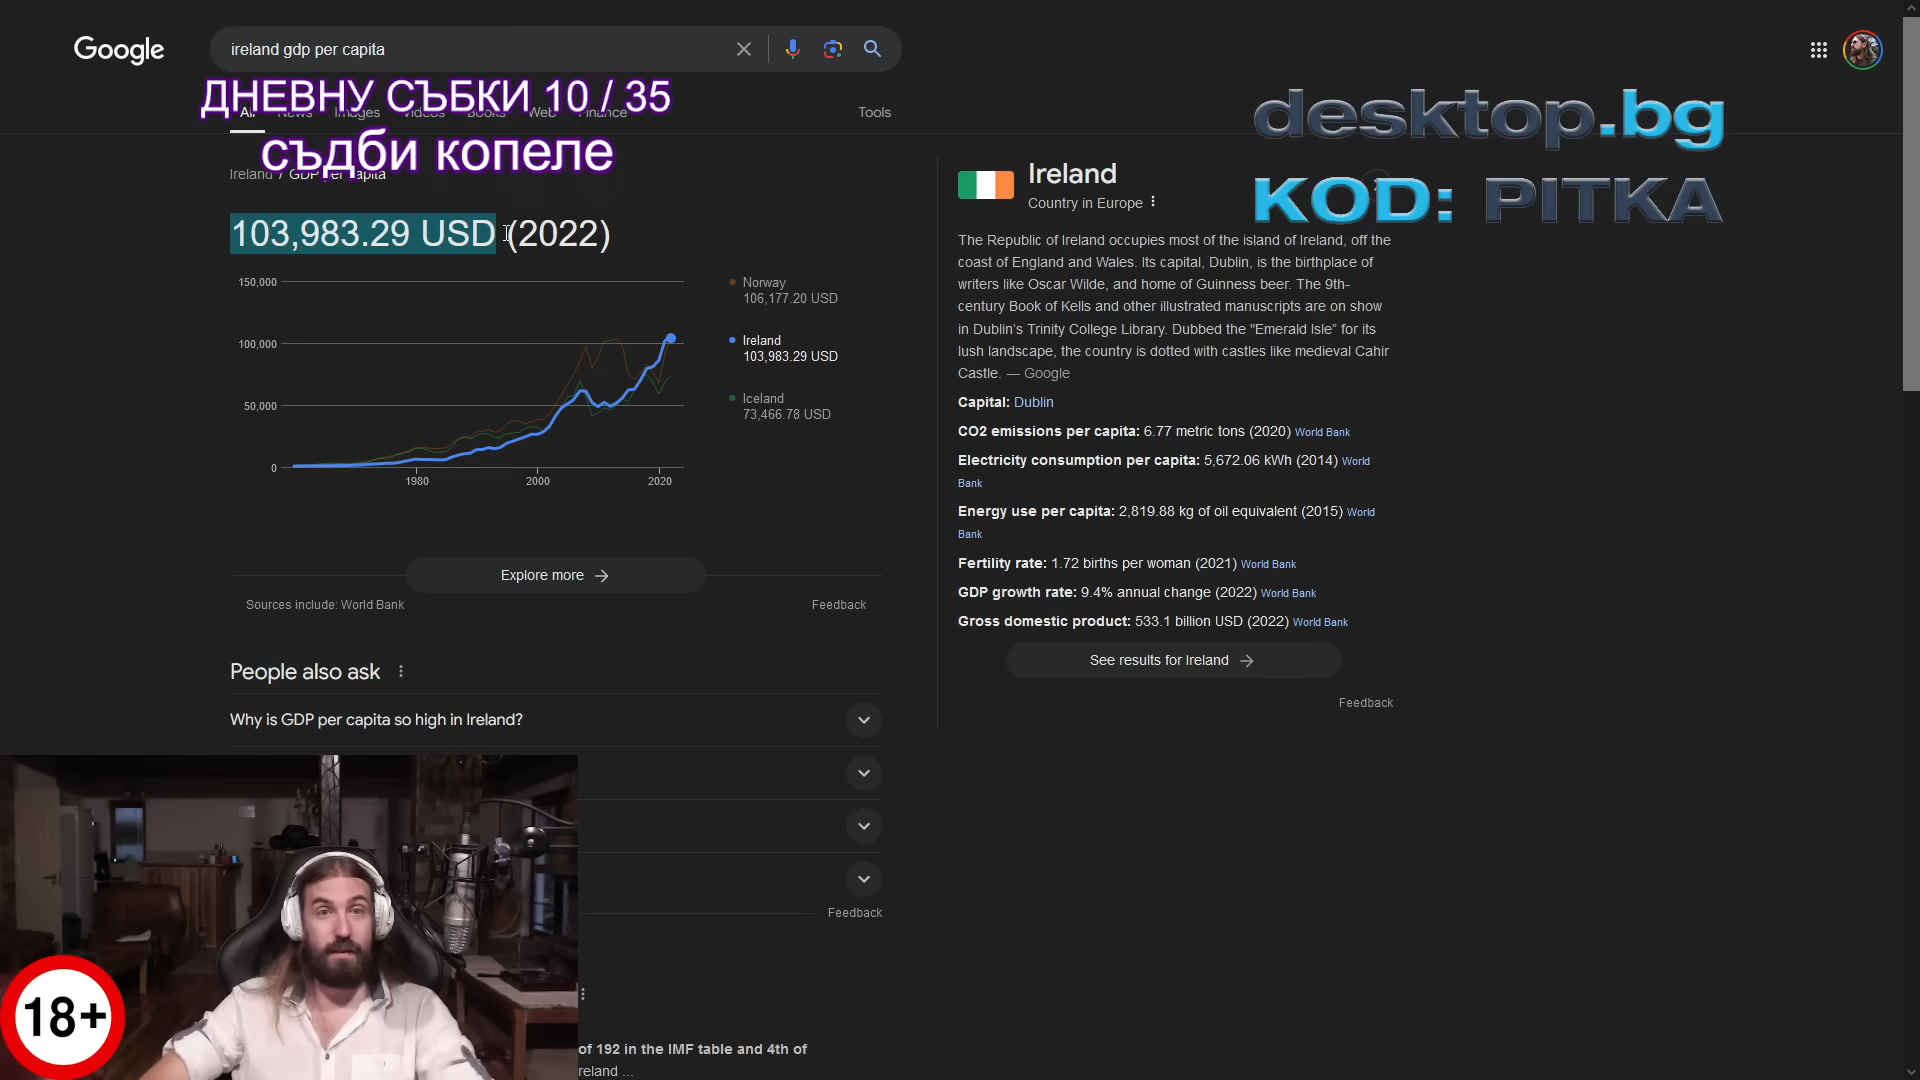 Google
ireland gdp per capita
ДНЕВНУ СЪБКИ 10 / 35
All News Images Videos Books Web Finance
Tools
съдби копеле
Ireland / GDP per capita
103,983.29 USD (2022)
150,000
100,000
50,000
0
1980 2000 2020
Norway
106,177.20 USD
Ireland
103,983.29 USD
Iceland
73,466.78 USD
Explore more
Sources include: World Bank
Feedback
People also ask
Why is GDP per capita so high in Ireland?
Feedback
of 192 in the IMF table and 4th of
reland ...
Ireland
Country in Europe
The Republic of Ireland occupies most of the island of Ireland, off the
coast of England and Wales. Its capital, Dublin, is the birthplace of
writers like Oscar Wilde, and home of Guinness beer. The 9th-
century Book of Kells and other illustrated manuscripts are on show
in Dublin's Trinity College Library. Dubbed the "Emerald Isle” for its
lush landscape, the country is dotted with castles like medieval Cahir
Castle. — Google
Capital: Dublin
CO2 emissions per capita: 6.77 metric tons (2020) World Bank
Electricity consumption per capita: 5,672.06 kWh (2014) World
Bank
Energy use per capita: 2,819.88 kg of oil equivalent (2015) World
Bank
Fertility rate: 1.72 births per woman (2021) World Bank
GDP growth rate: 9.4% annual change (2022) World Bank
Gross domestic product: 533.1 billion USD (2022) World Bank
See results for Ireland
Feedback
desktop.bg
KOD: PITKA
18+